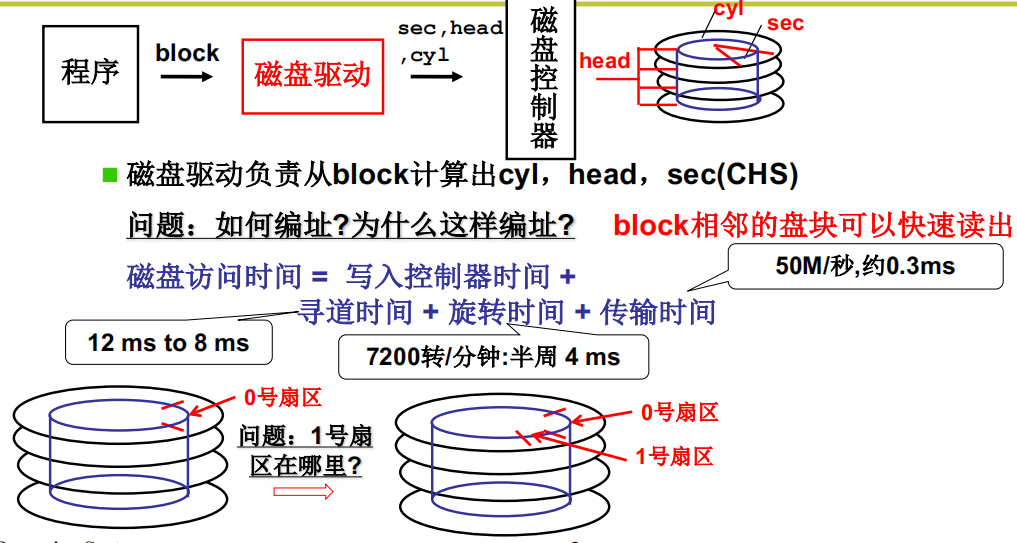 程序
block
磁盘驱动
sec,head
,cyl
磁盘控制器
cyl
sec
head
磁盘驱动负责从block计算出cyl，head，sec(CHS)
问题：如何编址?为什么这样编址?
block相邻的盘块可以快速读出
磁盘访问时间 = 写入控制器时间 +
寻道时间 + 旋转时间 + 传输时间
50M/秒,约0.3ms
12 ms to 8 ms
7200转/分钟:半周 4 ms
0号扇区
问题：1号扇
区在哪里?
0号扇区
1号扇区